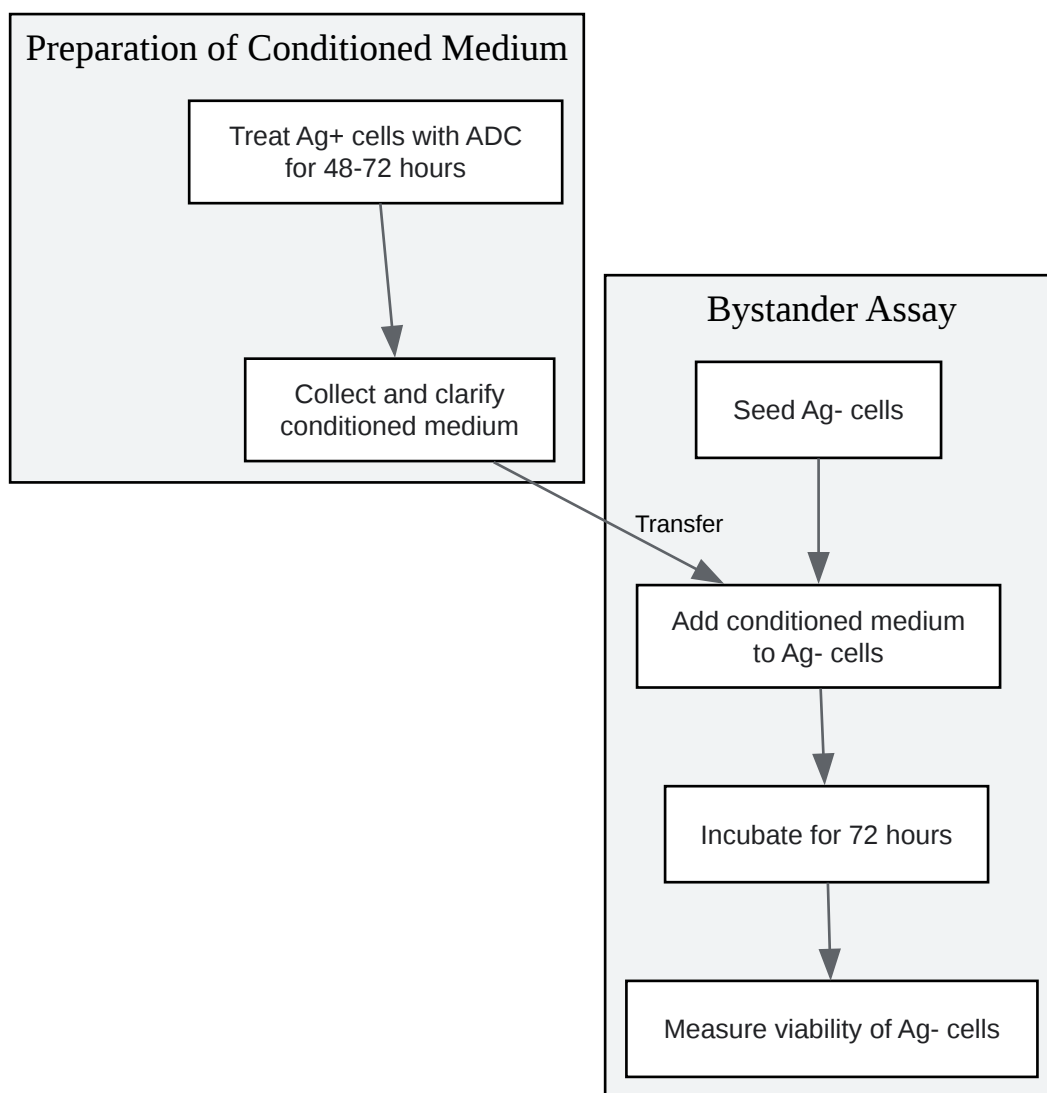 Preparation of Conditioned Medium
Treat Ag+ cells with ADC
for 48-72 hours
Collect and clarify
conditioned medium
Transfer
Bystander Assay
Seed Ag- cells
Add conditioned medium
to Ag- cells
Incubate for 72 hours
Measure viability of Ag- cells